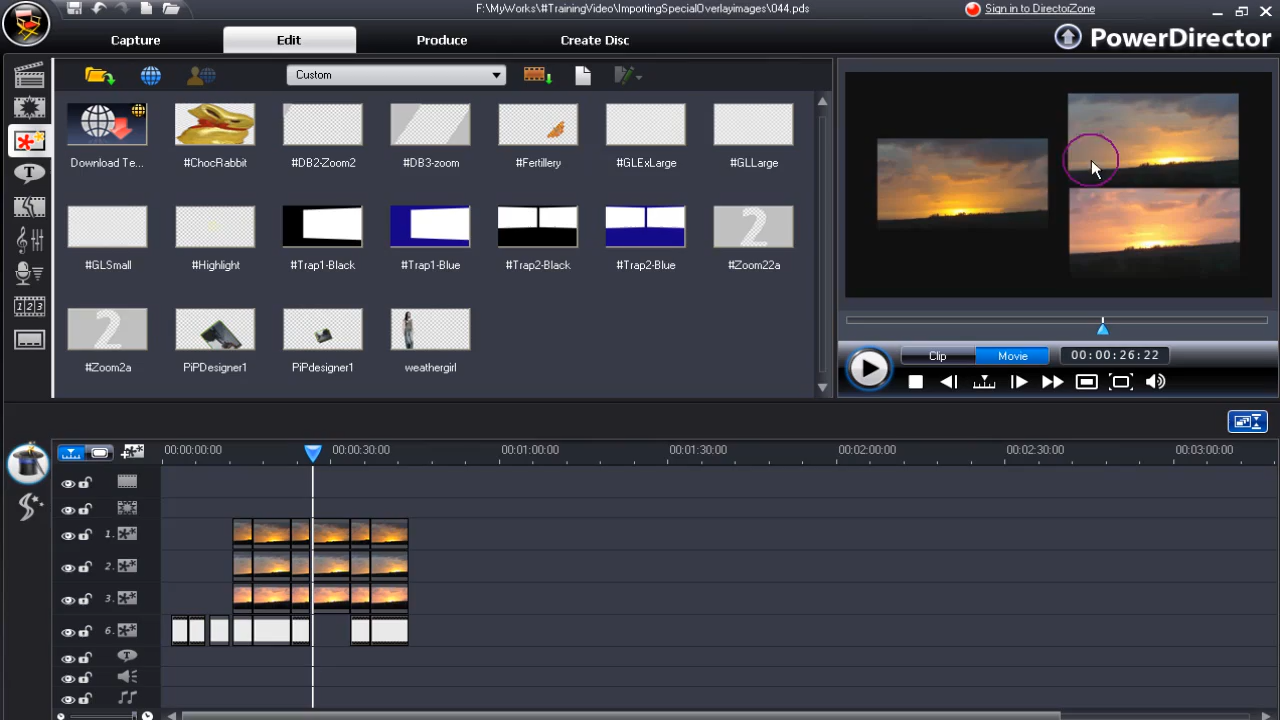 F:\MyWorks\#TrainingVideo\ImportingSpecialOverlayimages\044.pds
Sign in to DirectorZone
Capture
Edit
Produce
Create Disc
PowerDirector
Custom
Download Te...
#ChocRabbit
#DB2-Zoom2
#DB3-zoom
#Fertillery
#GLExLarge
#GLLarge
2
#GLSmall
#Highlight
#Trap1-Black
#Trap1-Blue
#Trap2-Black
#Trap2-Blue
#Zoom22a
2
#Zoom2a
PiPDesigner1
PiPdesigner1
weathergirl
Clip
Movie
00:00:26:22
00:00:00:00
00:00:30:00
00:01:00:00
00:01:30:00
00:02:00:00
00:02:30:00
00:03:00:00
1.
2.
3.
6.